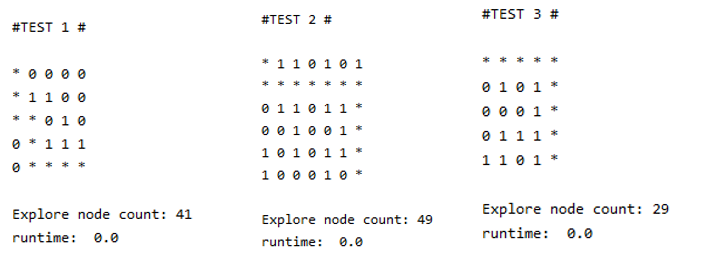 #TEST 1 #
* 0 0 0 0
* 1 1 0 0
* * 0 1 0
0 * 1 1 1
0 * * * *
Explore node count: 41
runtime:  0.0
#TEST 2 #
* 1 1 0 1 0 1
* * * * * * *
0 1 1 0 1 1 *
0 0 1 0 0 1 *
1 0 1 0 1 1 *
1 0 0 0 1 0 *
Explore node count: 49
runtime:  0.0
#TEST 3 #
* * * * *
0 1 0 1 *
0 0 0 1 *
0 1 1 1 *
1 1 0 1 *
Explore node count: 29
runtime:  0.0